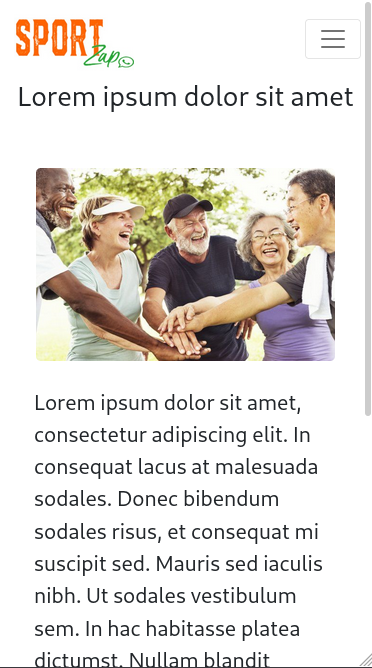 SPORT
Zap
Lorem ipsum dolor sit amet
Lorem ipsum dolor sit amet,
consectetur adipiscing elit. In
consequat lacus at malesuada
sodales. Donec bibendum
sodales risus, et consequat mi
suscipit sed. Mauris sed iaculis
nibh. Ut sodales vestibulum
sem. In hac habitasse platea
dictumst. Nullam blandit